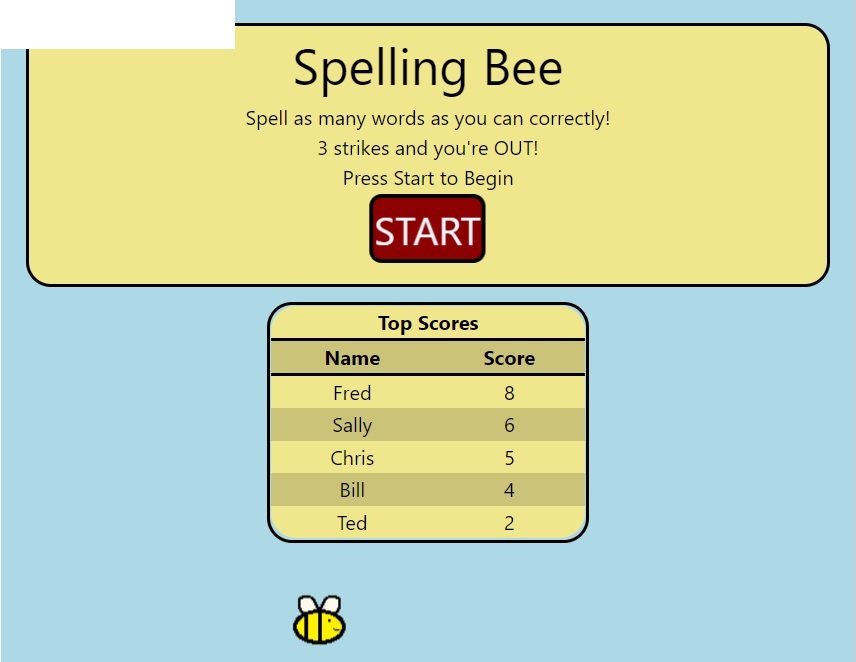 Spelling Bee
Spell as many words as you can correctly!
3 strikes and you're OUT!
Press Start to Begin
START
Top Scores
Name Score
Fred 8
Sally 6
Chris 5
Bill 4
Ted 2